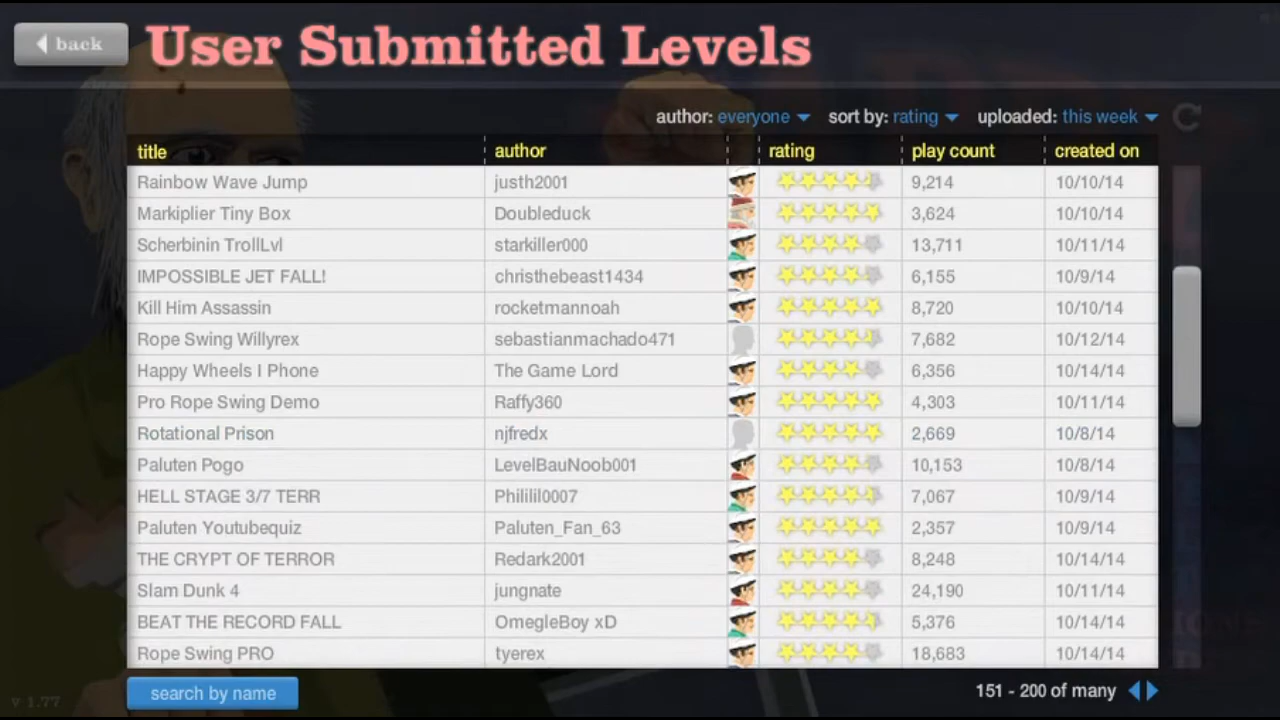 back
User Submitted Levels
author: everyone sort by: rating uploaded: this week
title author rating play count created on
Rainbow Wave Jump justh2001 9,214 10/10/14
Markiplier Tiny Box Doubleduck 3,624 10/10/14
Scherbinin TrollLvl starkiller000 13,711 10/11/14
IMPOSSIBLE JET FALL! christhebeast1434 6,155 10/9/14
Kill Him Assassin rocketmannoah 8,720 10/10/14
Rope Swing Willyrex sebastianmachado471 7,682 10/12/14
Happy Wheels I Phone The Game Lord 6,356 10/14/14
Pro Rope Swing Demo Raffy360 4,303 10/11/14
Rotational Prison njfredx 2,669 10/8/14
Paluten Pogo LevelBauNoob001 10,153 10/8/14
HELL STAGE 3/7 TERR Phililil0007 7,067 10/9/14
Paluten Youtubequiz Paluten_Fan_63 2,357 10/9/14
THE CRYPT OF TERROR Redark2001 8,248 10/14/14
Slam Dunk 4 jungnate 24,190 10/11/14
BEAT THE RECORD FALL OmegleBoy xD 5,376 10/14/14
Rope Swing PRO tyerex 18,683 10/14/14
search by name 151 - 200 of many
v 1.77